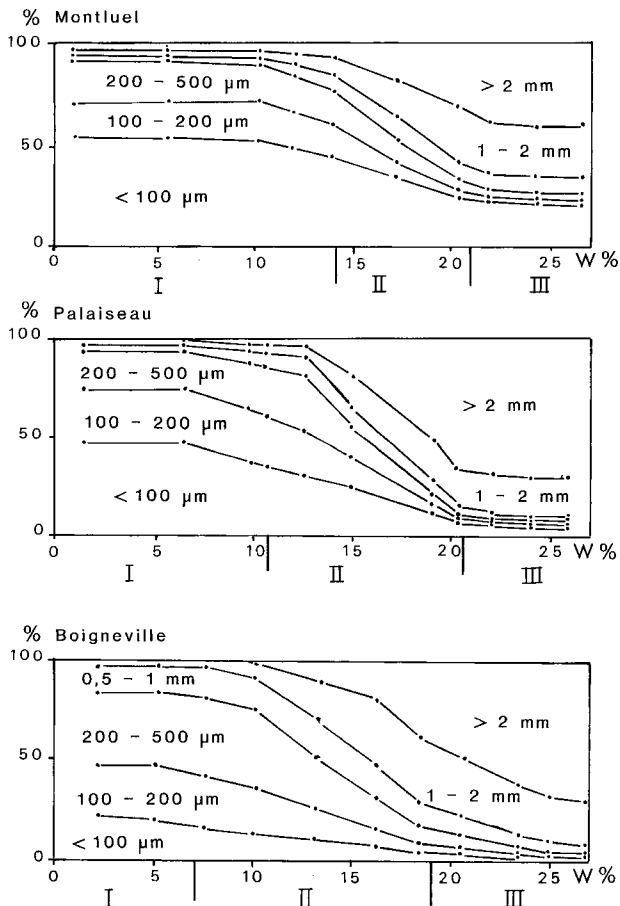 % Montluel
100
200 - 500 µm
> 2 mm
100 - 200 µm
50
1 - 2 mm
< 100 µm
0
0 5 10 15 20 25 W %
I II III
% Palaiseau
100
200 - 500 µm
> 2 mm
100 - 200 µm
50
< 100 µm
1 - 2 mm
0
0 5 10 15 20 25 W %
I II III
% Boigneville
100
0,5 - 1 mm
> 2 mm
200 - 500 µm
50
1 - 2 mm
100 - 200 µm
< 100 µm
0
0 5 10 15 20 25 W %
I II III